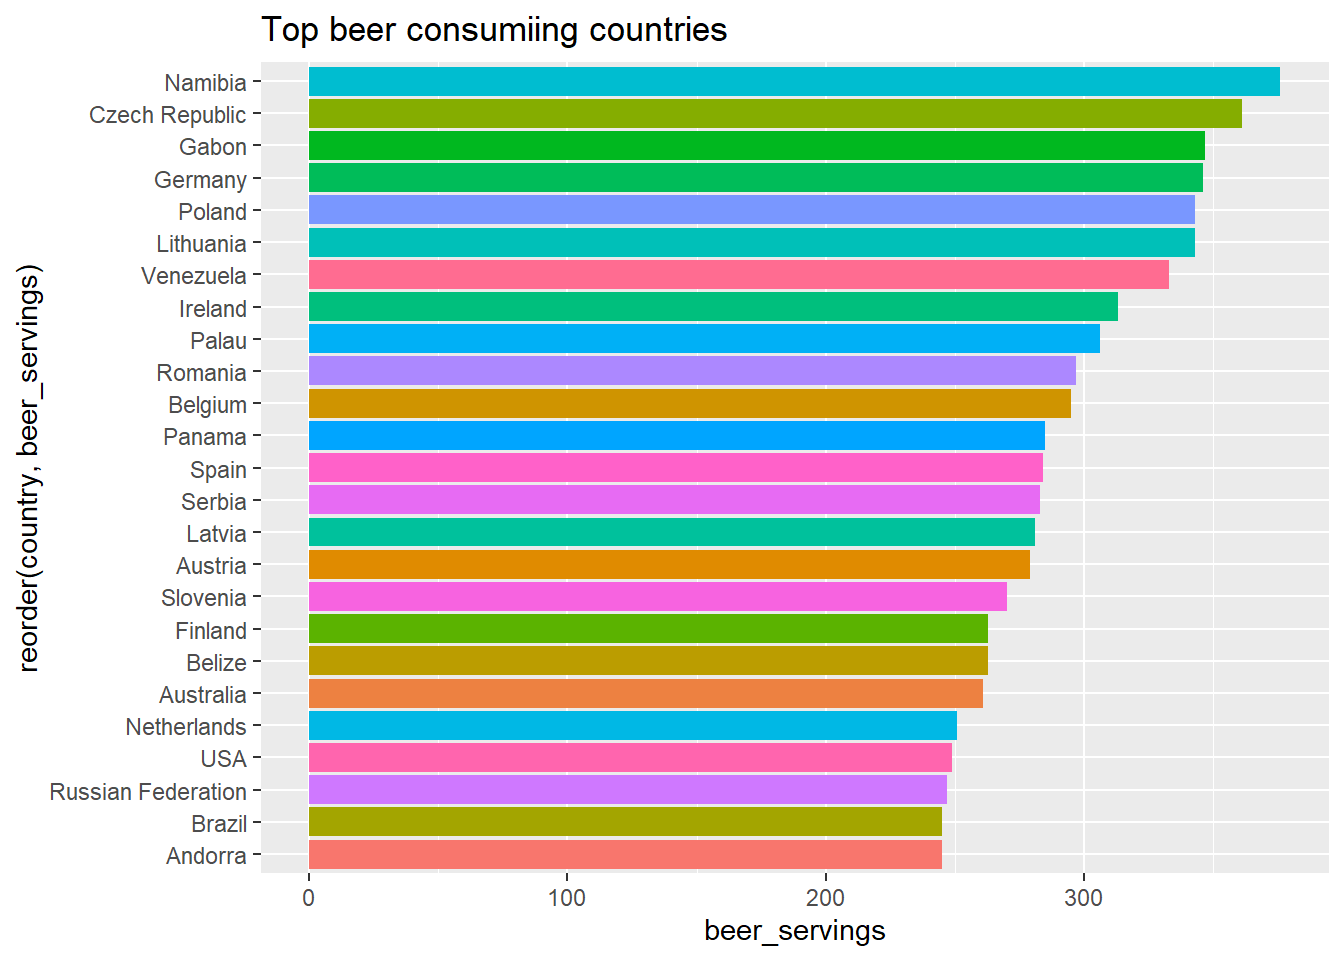 Top beer consumiing countries
reorder(country, beer_servings)
Namibia
Czech Republic
Gabon
Germany
Poland
Lithuania
Venezuela
Ireland
Palau
Romania
Belgium
Panama
Spain
Serbia
Latvia
Austria
Slovenia
Finland
Belize
Australia
Netherlands
USA
Russian Federation
Brazil
Andorra
0 100 200 300
beer_servings